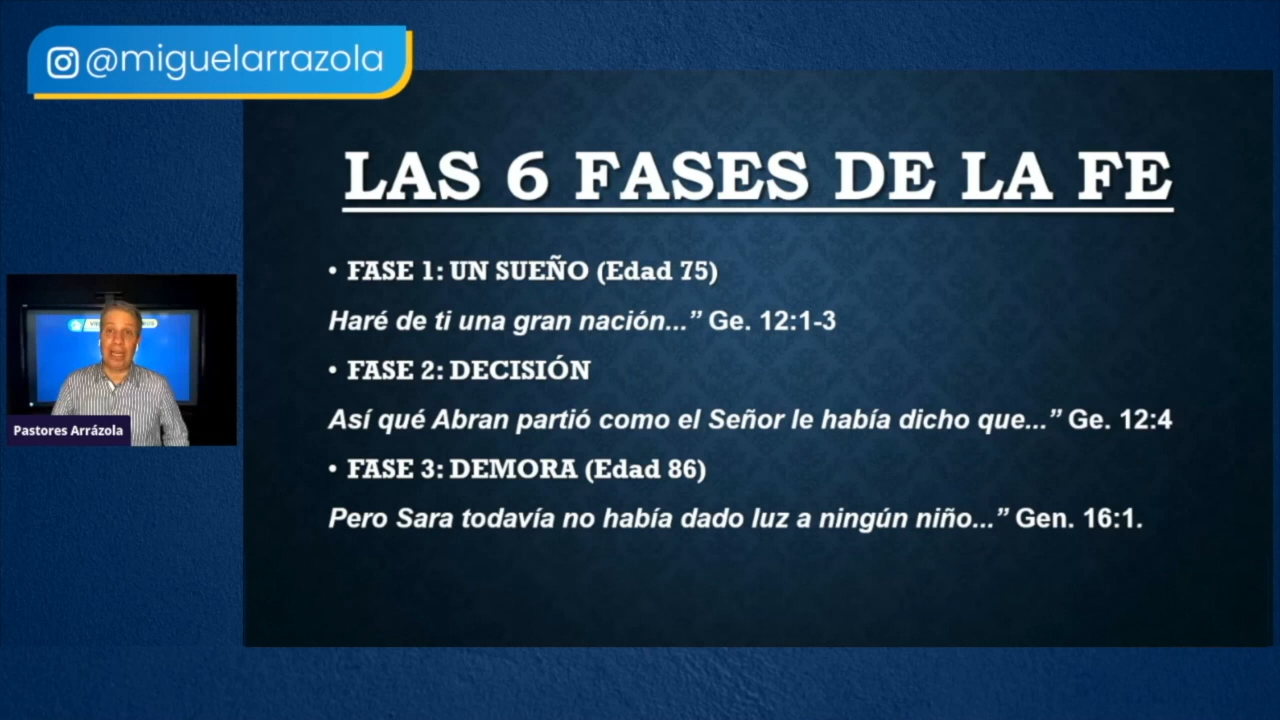 @miguelarrazola
LAS 6 FASES DE LA FE
• FASE 1: UN SUEÑO (Edad 75)
Haré de ti una gran nación...” Ge. 12:1-3
• FASE 2: DECISIÓN
Así qué Abran partió como el Señor le había dicho que...” Ge. 12:4
• FASE 3: DEMORA (Edad 86)
Pero Sara todavía no había dado luz a ningún niño...” Gen. 16:1.
Pastores Arrázola